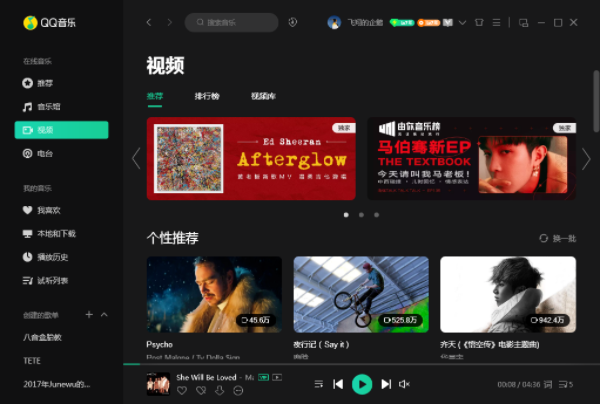 QQ音乐
搜索音乐
飞翔的企鹅
在线音乐
推荐
音乐馆
视频
电台
我的音乐
我喜欢
本地和下载
播放历史
试听列表
创建的歌单
八音盒胎教
TETE
2017年Junewu的...
视频
推荐
排行榜
视频库
独家
Ed Sheeran
Afterglow
独家
由你音乐榜
马伯骞新EP
THE TEXTBOOK
今天请叫我马老板!
个性推荐
换一批
45.6万
525.8万
942.4万
Psycho
夜行记(Say it)
齐天(《悟空传》电影主题曲)
Post Malone / Ty Dolla $ign
She Will Be Loved - Ma
00:08 / 04:36
词
5